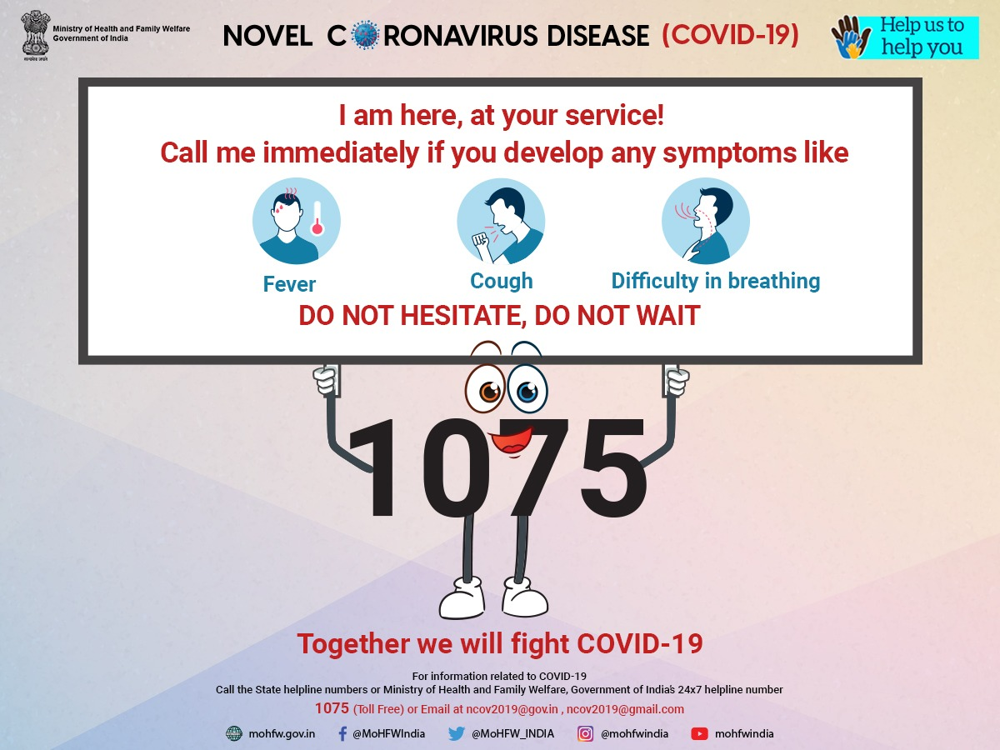 Ministry of Health and Family Welfare
Government of India
NOVEL CORONAVIRUS DISEASE (COVID-19)
Help us to
help you
I am here, at your service!
Call me immediately if you develop any symptoms like
Fever
Cough
Difficulty in breathing
DO NOT HESITATE, DO NOT WAIT
1075
Together we will fight COVID-19
For information related to COVID-19
Call the State helpline numbers or Ministry of Health and Family Welfare, Government of India's 24x7 helpline number
1075 (Toll Free) or Email at ncov2019@gov.in , ncov2019@gmail.com
mohfw.gov.in @MoHFWIndia @MoHFW_INDIA @mohfwindia mohfwindia